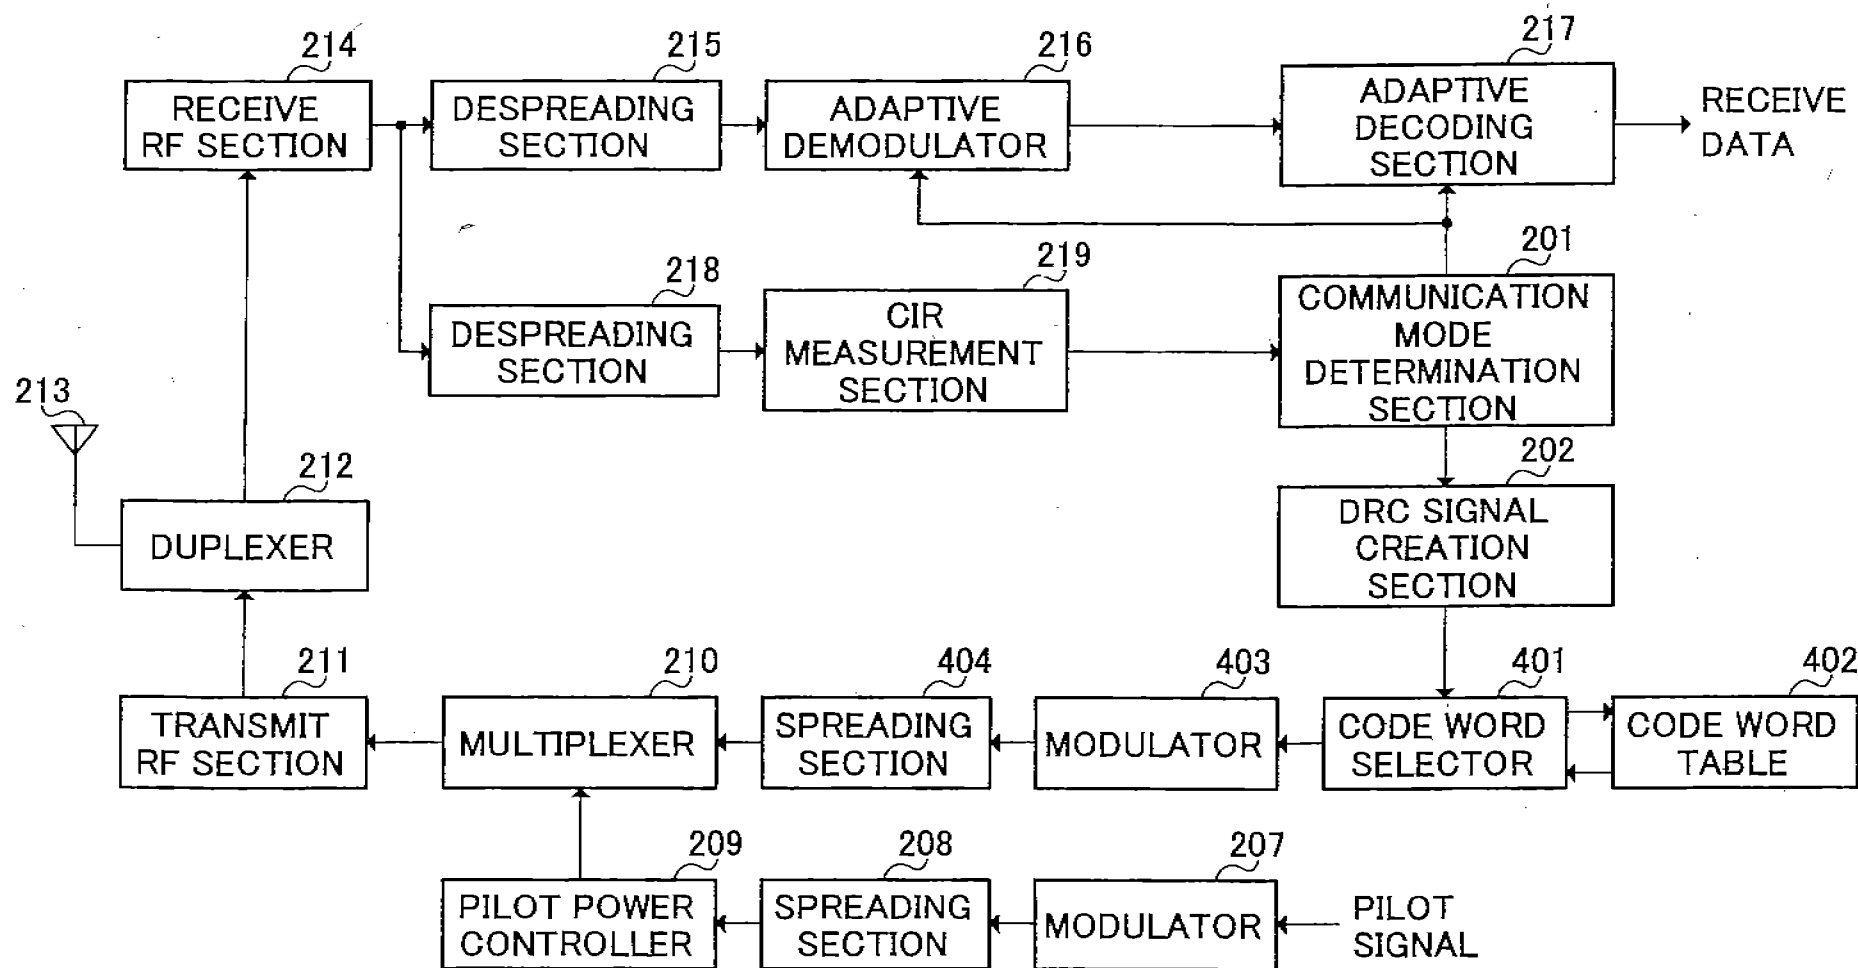 214
RECEIVE
RF SECTION
215
DESPREADING
SECTION
216
ADAPTIVE
DEMODULATOR
217
ADAPTIVE
DECODING
SECTION
RECEIVE
DATA
218
DESPREADING
SECTION
219
CIR
MEASUREMENT
SECTION
201
COMMUNICATION
MODE
DETERMINATION
SECTION
213
212
DUPLEXER
202
DRC SIGNAL
CREATION
SECTION
211
TRANSMIT
RF SECTION
210
MULTIPLEXER
404
SPREADING
SECTION
403
MODULATOR
401
CODE WORD
SELECTOR
402
CODE WORD
TABLE
209
PILOT POWER
CONTROLLER
208
SPREADING
SECTION
207
MODULATOR
PILOT
SIGNAL